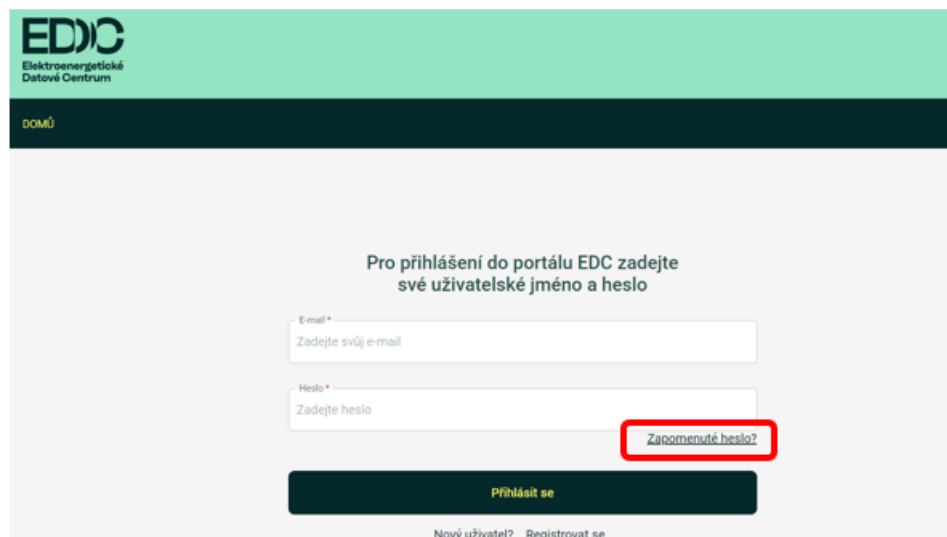 EDC
Elektroenergetické
Datové Centrum
DOMŮ
Pro přihlášení do portálu EDC zadejte
své uživatelské jméno a heslo
E-mail *
Zadejte svůj e-mail
Heslo *
Zadejte heslo
Zapomenuté heslo?
Přihlásit se
Nový uživatel? Registrovat se